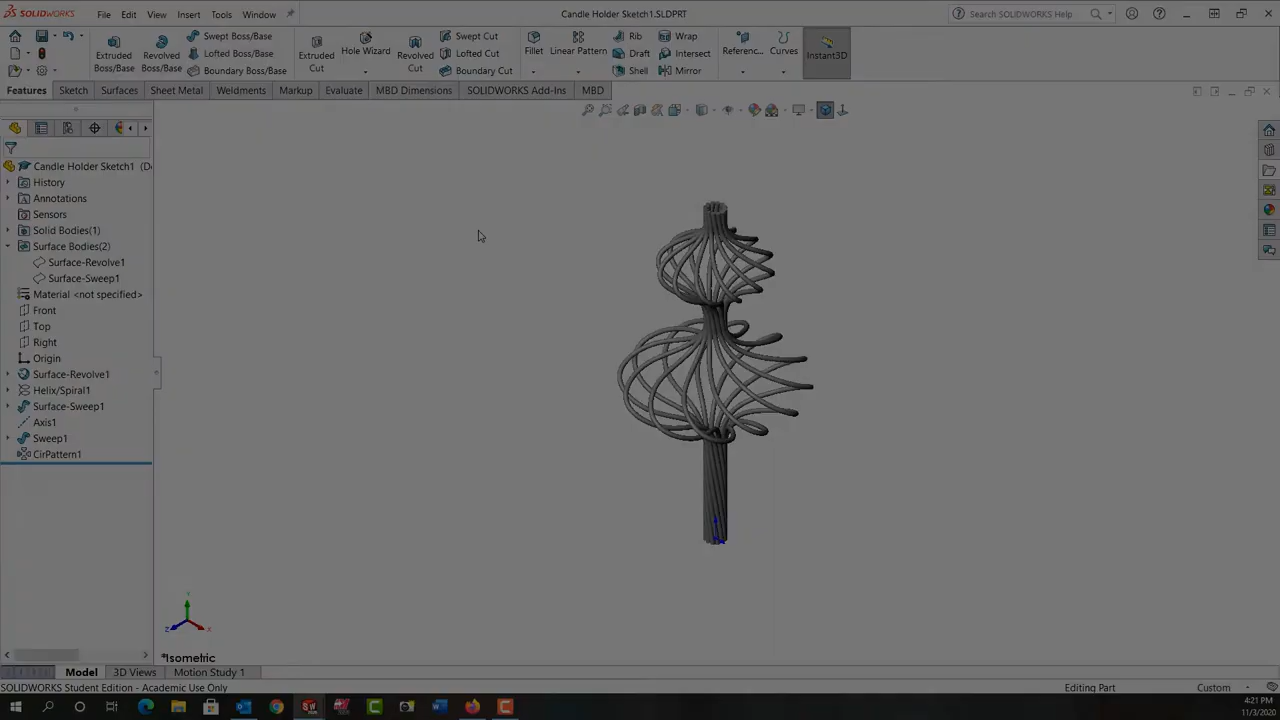 SOLIDWORKS File Edit View Insert Tools Window Candle Holder Sketch1.SLDPRT Search SOLIDWORKS Help
Extruded Boss/Base
Revolved Boss/Base
Swept Boss/Base
Lofted Boss/Base
Boundary Boss/Base
Extruded Cut
Hole Wizard
Revolved Cut
Swept Cut
Lofted Cut
Boundary Cut
Fillet
Linear Pattern
Rib
Draft
Shell
Wrap
Intersect
Mirror
Referenc...
Curves
Instant3D
Features Sketch Surfaces Sheet Metal Weldments Markup Evaluate MBD Dimensions SOLIDWORKS Add-Ins MBD
Candle Holder Sketch1 (D
History
Annotations
Sensors
Solid Bodies(1)
Surface Bodies(2)
Surface-Revolve1
Surface-Sweep1
Material <not specified>
Front
Top
Right
Origin
Surface-Revolve1
Helix/Spiral1
Surface-Sweep1
Axis1
Sweep1
CirPattern1
Y
Z
X
*Isometric
Model 3D Views Motion Study 1
SOLIDWORKS Student Edition - Academic Use Only Editing Part Custom
4:21 PM
11/3/2020